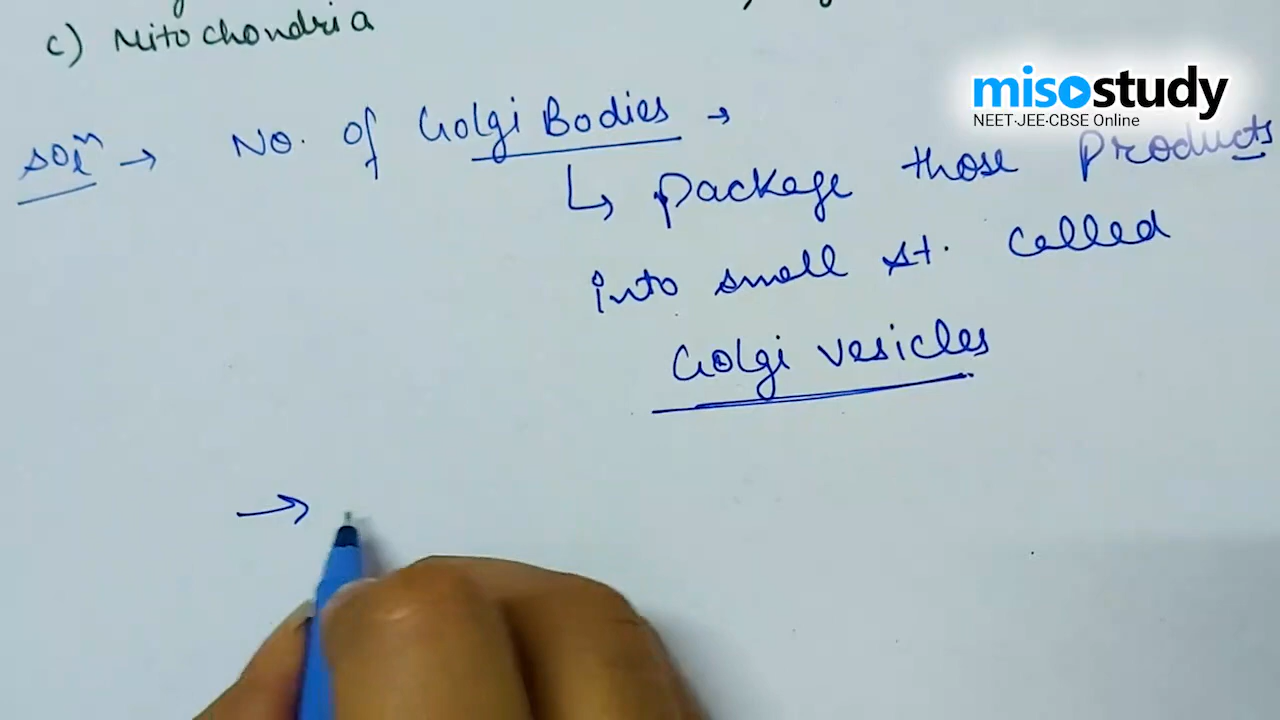 c) Mitochondria
misostudy
NEET·JEE·CBSE Online
Solⁿ → No. of Golgi Bodies →
↳ package those Products
into small st. called
Golgi vesicles
→